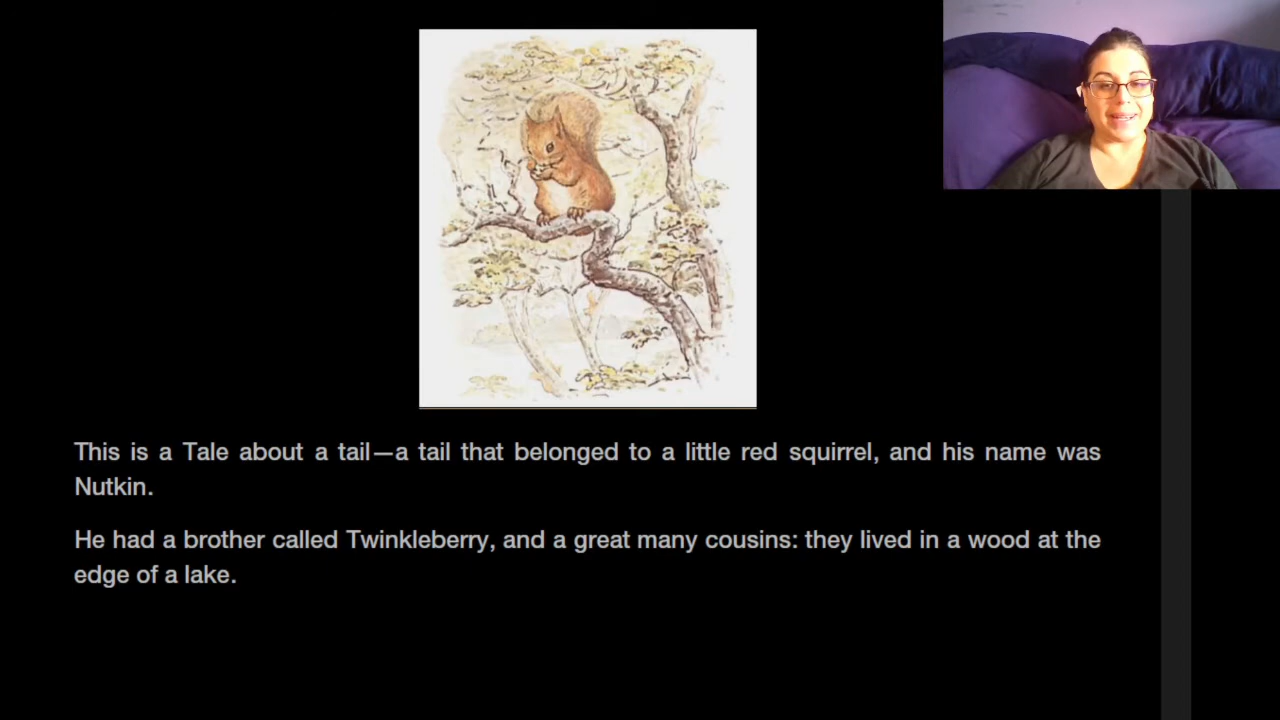 This is a Tale about a tail—a tail that belonged to a little red squirrel, and his name was
Nutkin.
He had a brother called Twinkleberry, and a great many cousins: they lived in a wood at the
edge of a lake.